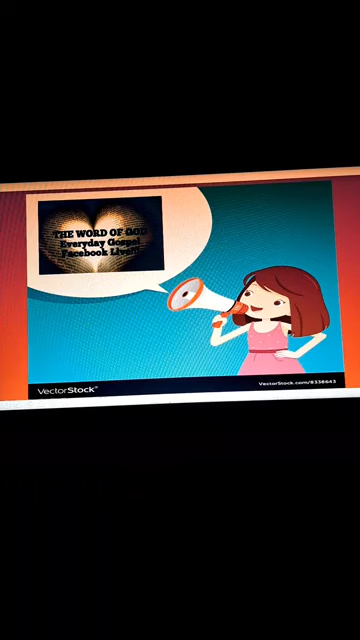 THE WORD OF GOD
Everyday Gospel
Facebook Live!!!
VectorStock®
VectorStock.com/8338643